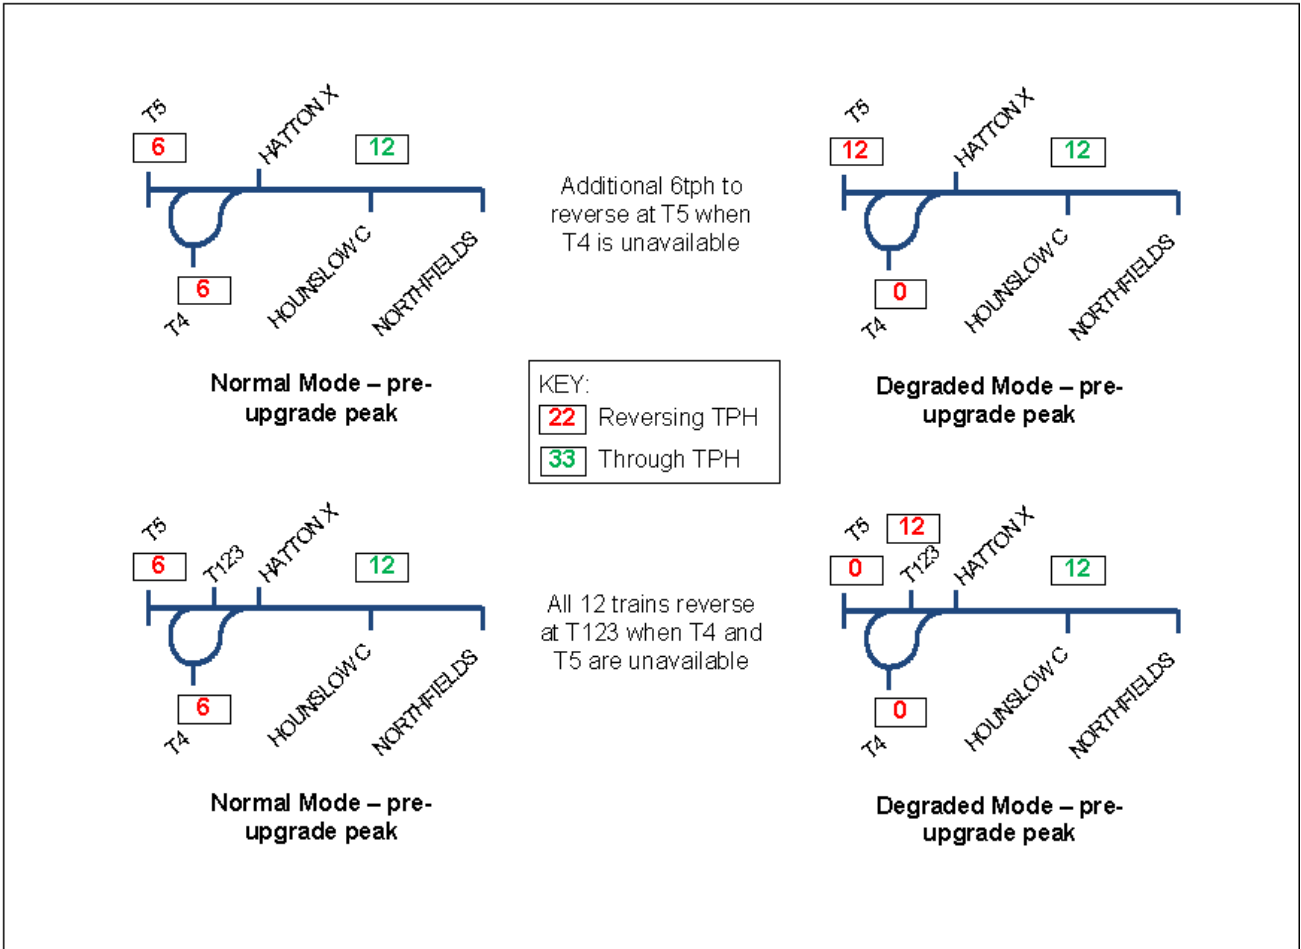 T5
6
HATTON X
12
T4
6
HOUNSLOW C
NORTHFIELDS
Normal Mode – pre-
upgrade peak
Additional 6tph to
reverse at T5 when
T4 is unavailable
T5
12
HATTON X
12
T4
0
HOUNSLOW C
NORTHFIELDS
Degraded Mode – pre-
upgrade peak
KEY:
22 Reversing TPH
33 Through TPH
T5
6
T123
HATTON X
12
T4
6
HOUNSLOW C
NORTHFIELDS
Normal Mode – pre-
upgrade peak
All 12 trains reverse
at T123 when T4 and
T5 are unavailable
T5
0
12
T123
HATTON X
12
T4
0
HOUNSLOW C
NORTHFIELDS
Degraded Mode – pre-
upgrade peak